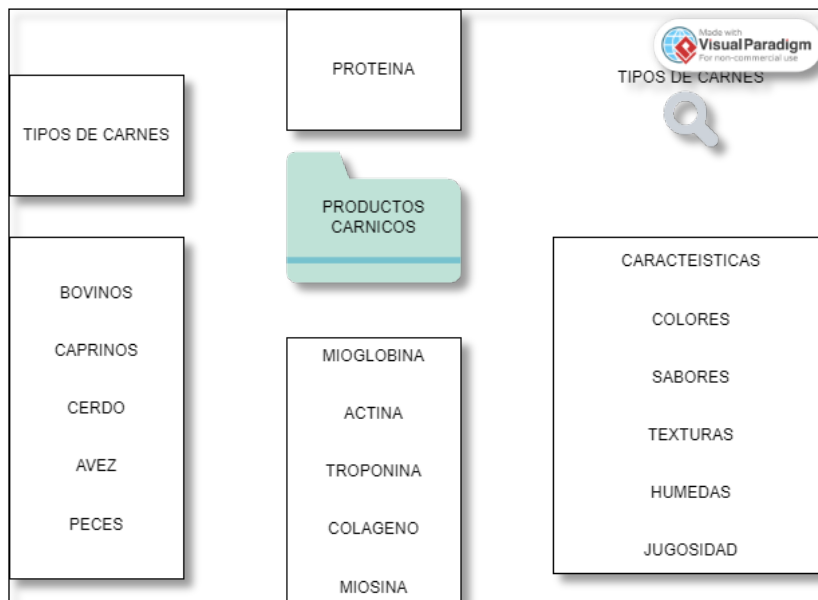 PROTEINA
Made with
Visual Paradigm
For non-commercial use
TIPOS DE CARNES
TIPOS DE CARNES
PRODUCTOS
CARNICOS
BOVINOS
CAPRINOS
CERDO
AVEZ
PECES
MIOGLOBINA
ACTINA
TROPONINA
COLAGENO
MIOSINA
CARACTEISTICAS
COLORES
SABORES
TEXTURAS
HUMEDAS
JUGOSIDAD